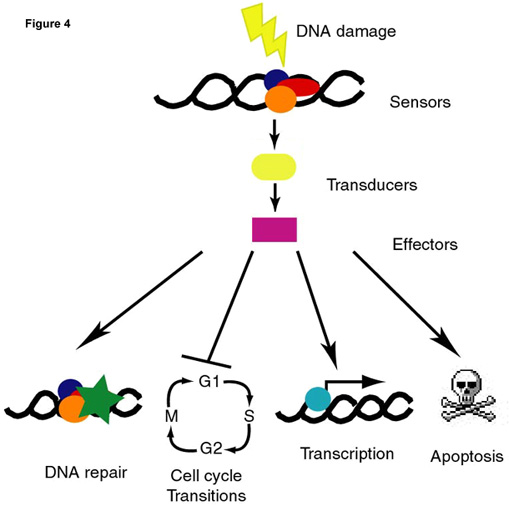 Figure 4
DNA damage
Sensors
Transducers
Effectors
G1
M
S
G2
DNA repair
Cell cycle
Transitions
Transcription
Apoptosis